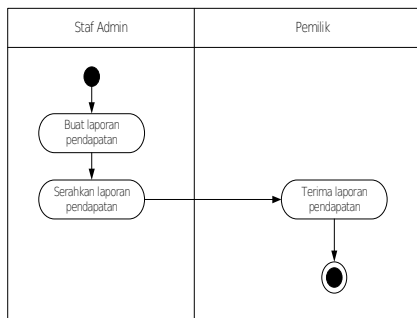 Staf Admin
Pemilik
Buat laporan
pendapatan
Serahkan laporan
pendapatan
Terima laporan
pendapatan